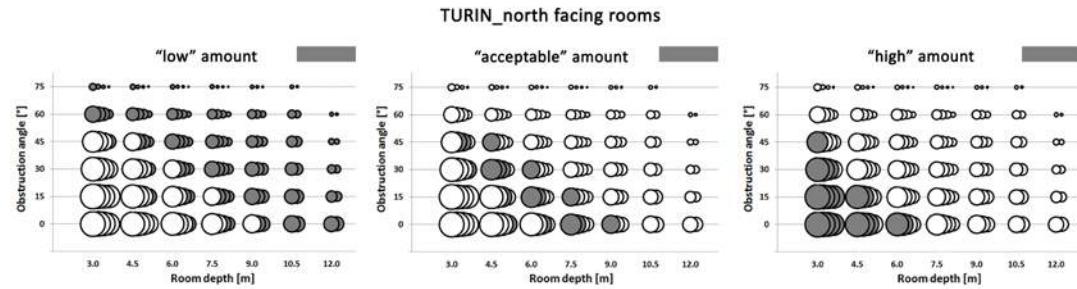 TURIN_north facing rooms
“low” amount
75
60
45
30
15
0
Obstruction angle [°]
3.0 4.5 6.0 7.5 9.0 10.5 12.0
Room depth [m]
“acceptable” amount
75
60
45
30
15
0
Obstruction angle [°]
3.0 4.5 6.0 7.5 9.0 10.5 12.0
Room depth [m]
“high” amount
75
60
45
30
15
0
Obstruction angle [°]
3.0 4.5 6.0 7.5 9.0 10.5 12.0
Room depth [m]